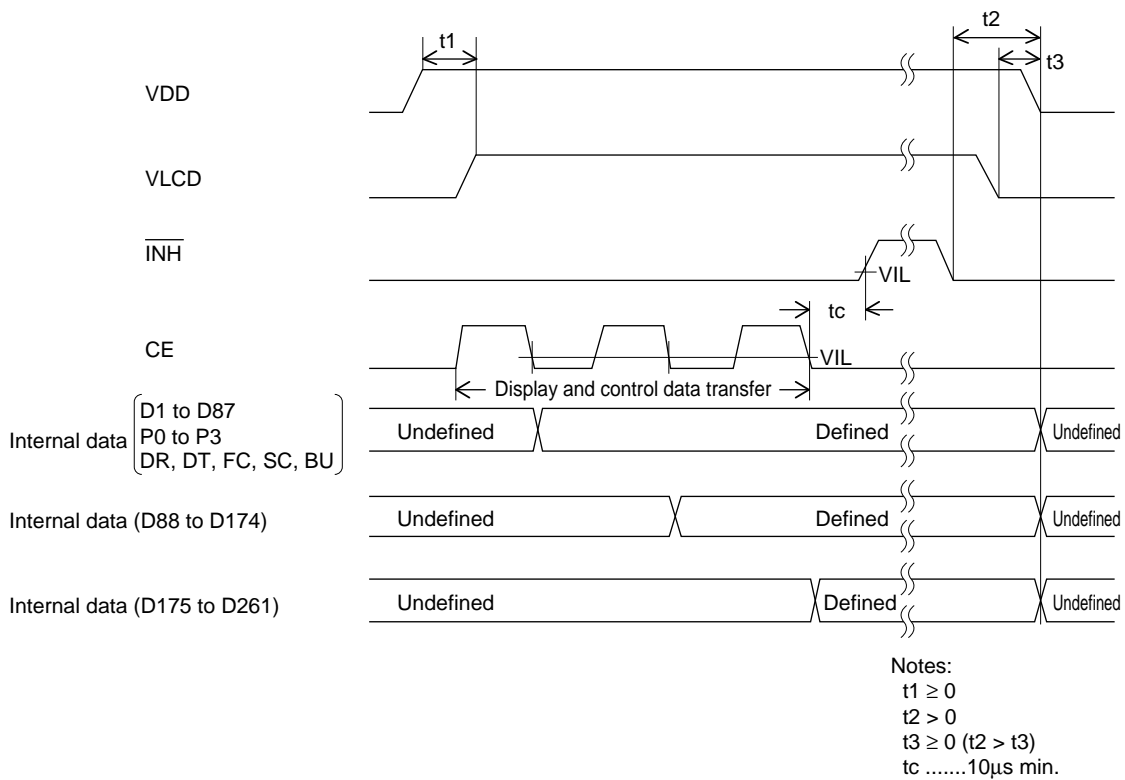 t1
t2
t3
VDD
VLCD
INH
VIL
tc
CE
VIL
Display and control data transfer
Internal data
D1 to D87
P0 to P3
DR, DT, FC, SC, BU
Undefined
Defined
Undefined
Internal data (D88 to D174)
Undefined
Defined
Undefined
Internal data (D175 to D261)
Undefined
Defined
Undefined
Notes:
t1 ≥ 0
t2 > 0
t3 ≥ 0 (t2 > t3)
tc .......10μs min.